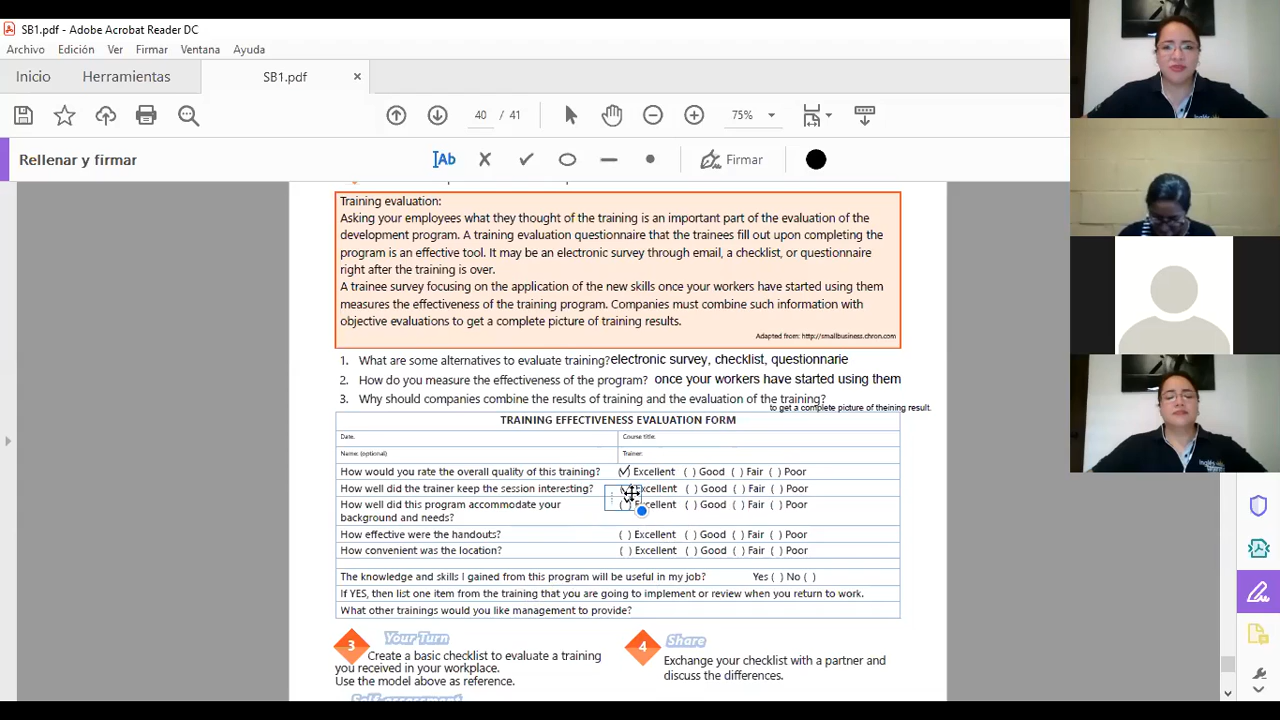 SB1.pdf - Adobe Acrobat Reader DC
Archivo Edición Ver Firmar Ventana Ayuda
Inicio Herramientas SB1.pdf ×
40 / 41 75%
Rellenar y firmar Ab Firmar
Training evaluation:
Asking your employees what they thought of the training is an important part of the evaluation of the
development program. A training evaluation questionnaire that the trainees fill out upon completing the
program is an effective tool. It may be an electronic survey through email, a checklist, or questionnaire
right after the training is over.
A trainee survey focusing on the application of the new skills once your workers have started using them
measures the effectiveness of the training program. Companies must combine such information with
objective evaluations to get a complete picture of training results.
Adapted from: http://smallbusiness.chron.com
1. What are some alternatives to evaluate training? electronic survey, checklist, questionnarie
2. How do you measure the effectiveness of the program? once your workers have started using them
3. Why should companies combine the results of training and the evaluation of the training?
to get a complete picture of theining result.
TRAINING EFFECTIVENESS EVALUATION FORM
Date. Course title:
Name: (optional) Trainer:
How would you rate the overall quality of this training? (✓) Excellent ( ) Good ( ) Fair ( ) Poor
How well did the trainer keep the session interesting? ( ) Excellent ( ) Good ( ) Fair ( ) Poor
How well did this program accommodate your ( ) Excellent ( ) Good ( ) Fair ( ) Poor
background and needs?
How effective were the handouts? ( ) Excellent ( ) Good ( ) Fair ( ) Poor
How convenient was the location? ( ) Excellent ( ) Good ( ) Fair ( ) Poor
The knowledge and skills I gained from this program will be useful in my job? Yes ( ) No ( )
If YES, then list one item from the training that you are going to implement or review when you return to work.
What other trainings would you like management to provide?
3 Your Turn
Create a basic checklist to evaluate a training
you received in your workplace.
Use the model above as reference.
4 Share
Exchange your checklist with a partner and
discuss the differences.
Self-assessment